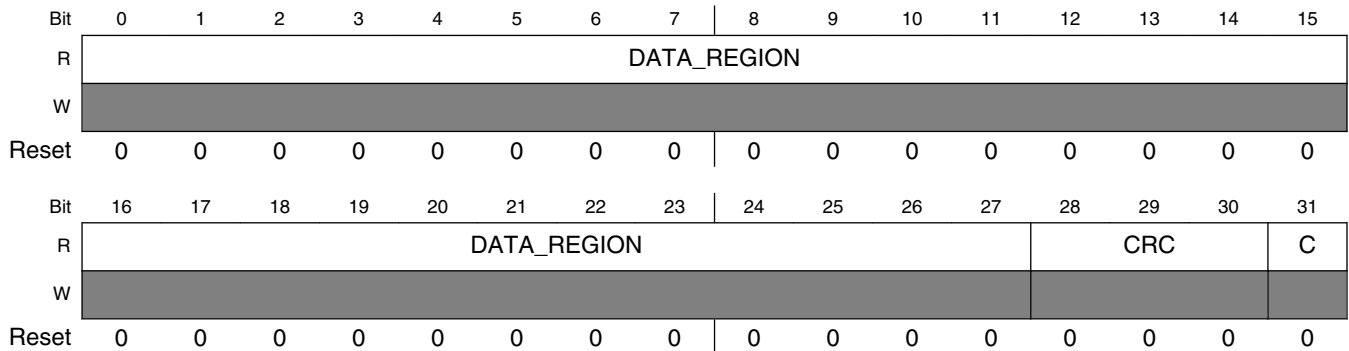 Bit 0 1 2 3 4 5 6 7 8 9 10 11 12 13 14 15
R DATA_REGION
W
Reset 0 0 0 0 0 0 0 0 0 0 0 0 0 0 0 0
Bit 16 17 18 19 20 21 22 23 24 25 26 27 28 29 30 31
R DATA_REGION CRC C
W
Reset 0 0 0 0 0 0 0 0 0 0 0 0 0 0 0 0